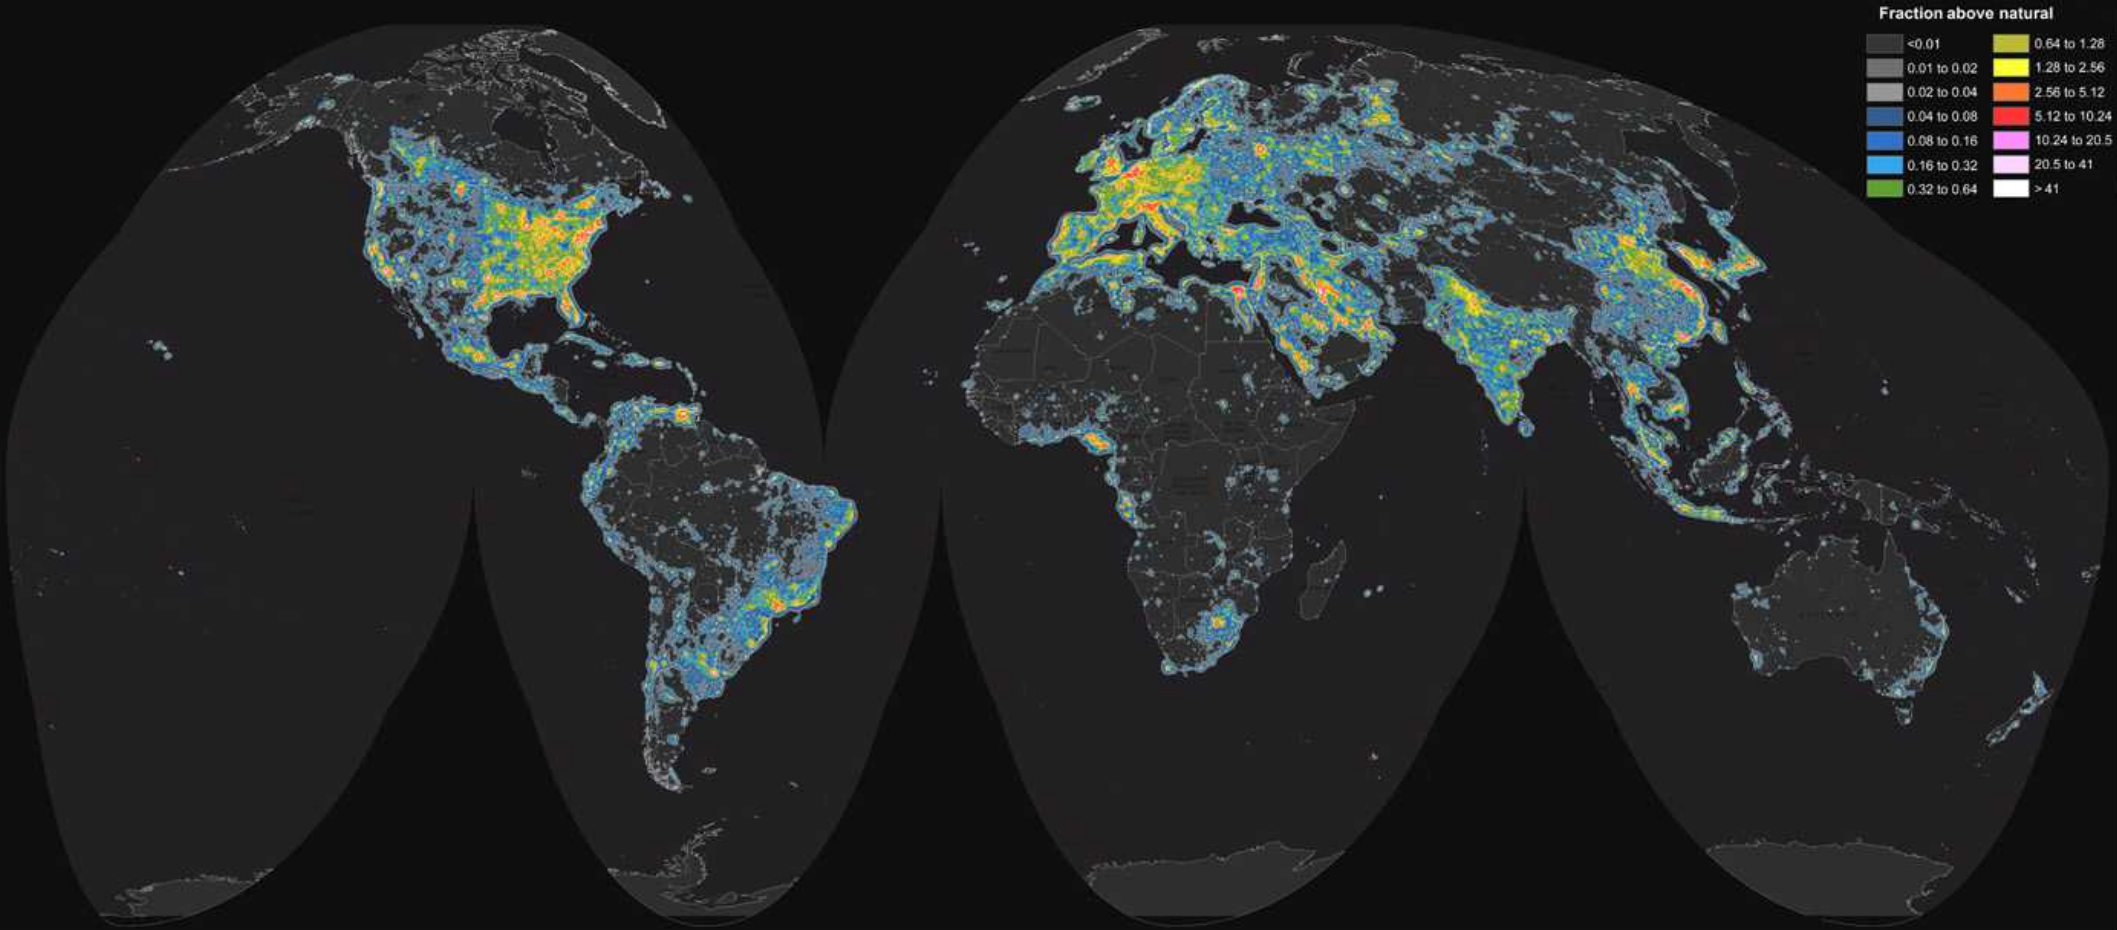 Fraction above natural
<0.01
0.01 to 0.02
0.02 to 0.04
0.04 to 0.08
0.08 to 0.16
0.16 to 0.32
0.32 to 0.64
0.64 to 1.28
1.28 to 2.56
2.56 to 5.12
5.12 to 10.24
10.24 to 20.5
20.5 to 41
> 41